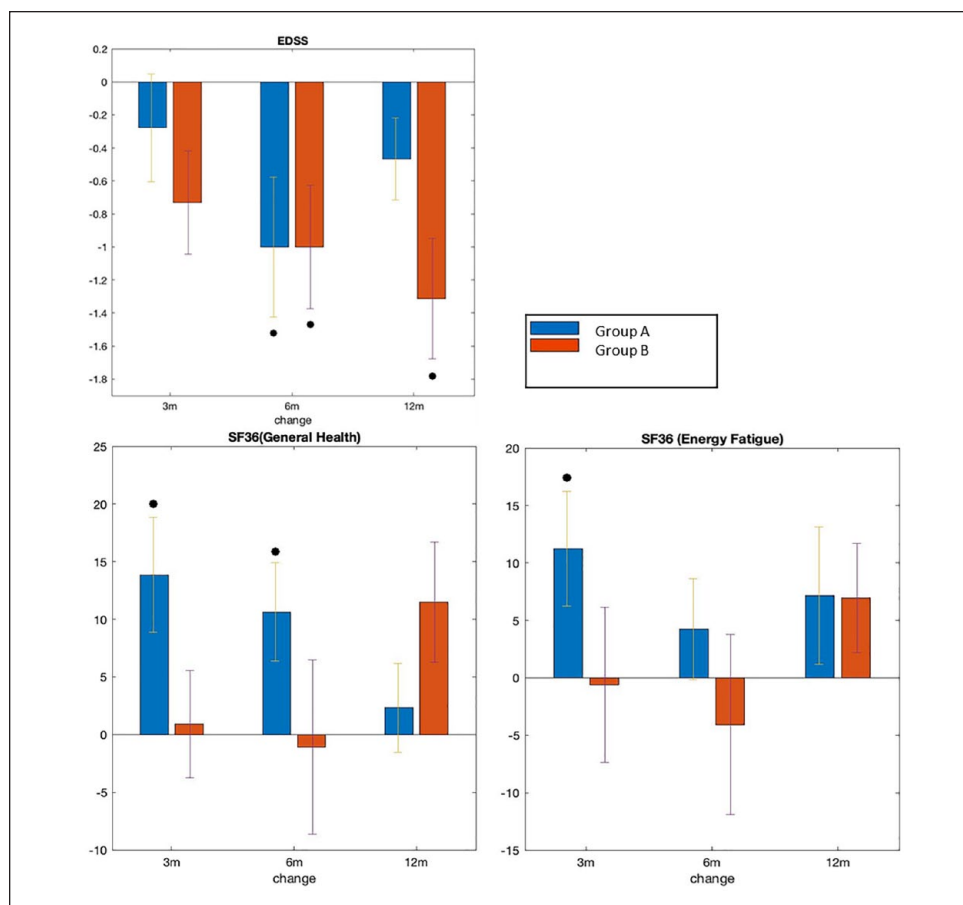 EDSS
0.2
0
-0.2
-0.4
-0.6
-0.8
-1
-1.2
-1.4
-1.6
-1.8
3m 6m 12m
change
Group A
Group B
SF36(General Health)
25
20
15
10
5
0
-5
-10
3m 6m 12m
change
SF36 (Energy Fatigue)
20
15
10
5
0
-5
-10
-15
3m 6m 12m
change